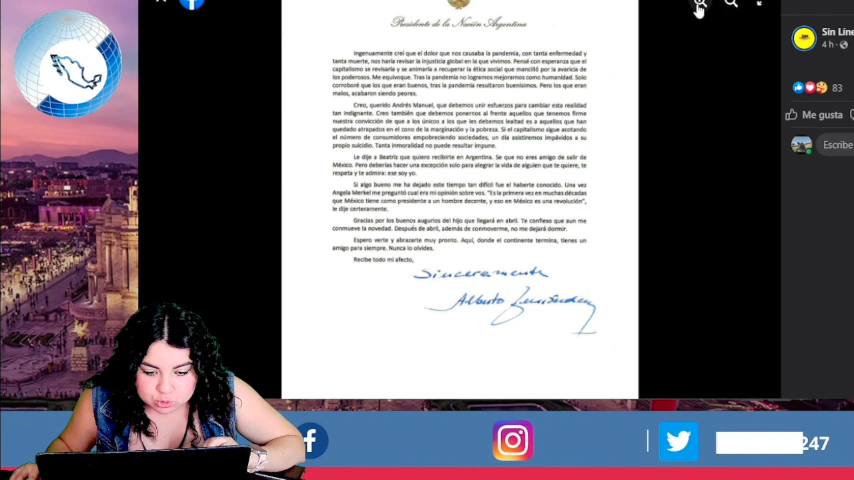 Presidente de la Nación Argentina
Sin Líne
4 h
Ingenuamente creí que el dolor que nos causaba la pandemia, con tanta enfermedad y
tanta muerte, nos haría revisar la injusticia global en la que vivimos. Pensé con esperanza que el
capitalismo se revisaría y se animaría a recuperar la ética social que mancilló por la avaricia de
los poderosos. Me equivoque. Tras la pandemia no logramos mejorarnos como humanidad. Solo
corroboré que los que eran buenos, tras la pandemia resultaron buenísimos. Pero los que eran
malos, acabaron siendo peores.
83
Creo, querido Andrés Manuel, que debemos unir esfuerzos para cambiar esta realidad
tan indignante. Creo también que debemos ponernos al frente aquellos que tenemos firme
nuestra convicción de que a los únicos a los que les debemos lealtad es a aquellos que han
quedado atrapados en el cono de la marginación y la pobreza. Si el capitalismo sigue acotando
el número de consumidores empobreciendo sociedades, un día asistiremos impávidos a su
propio suicidio. Tanta inmoralidad no puede resultar impune.
Me gusta
Escribe
Le dije a Beatriz que quiero recibirte en Argentina. Se que no eres amigo de salir de
México. Pero deberías hacer una excepción solo para alegrar la vida de alguien que te quiere, te
respeta y te admira: ese soy yo.
Si algo bueno me ha dejado este tiempo tan difícil fue el haberte conocido. Una vez
Angela Merkel me preguntó cual era mi opinión sobre vos. "Es la primera vez en muchas décadas
que México tiene como presidente a un hombre decente, y eso en México es una revolución",
le dije certeramente.
Gracias por los buenos augurios del hijo que llegará en abril. Te confieso que aun me
conmueve la novedad. Después de abril, además de conmoverme, no me dejará dormir.
Espero verte y abrazarte muy pronto. Aquí, donde el continente termina, tienes un
amigo para siempre. Nunca lo olvides.
Recibe todo mi afecto,
Sinceramente
Alberto Fernández
247